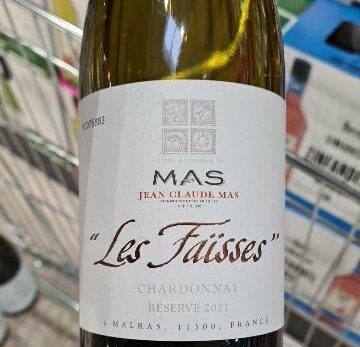 MAS
JEAN CLAUDE MAS
"Les Faïsses"
CHARDONNAY
RÉSERVE 2021
À MALRAS, 11300, FRANCE